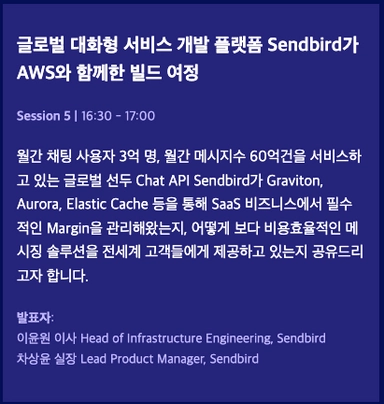 글로벌 대화형 서비스 개발 플랫폼 Sendbird가
AWS와 함께한 빌드 여정
Session 5 | 16:30 - 17:00
월간 채팅 사용자 3억 명, 월간 메시지수 60억건을 서비스하
고 있는 글로벌 선두 Chat API Sendbird가 Graviton,
Aurora, Elastic Cache 등을 통해 SaaS 비즈니스에서 필수
적인 Margin을 관리해왔는지, 어떻게 보다 비용효율적인 메
시징 솔루션을 전세계 고객들에게 제공하고 있는지 공유드리
고자 합니다.
발표자:
이윤원 이사 Head of Infrastructure Engineering, Sendbird
차상윤 실장 Lead Product Manager, Sendbird